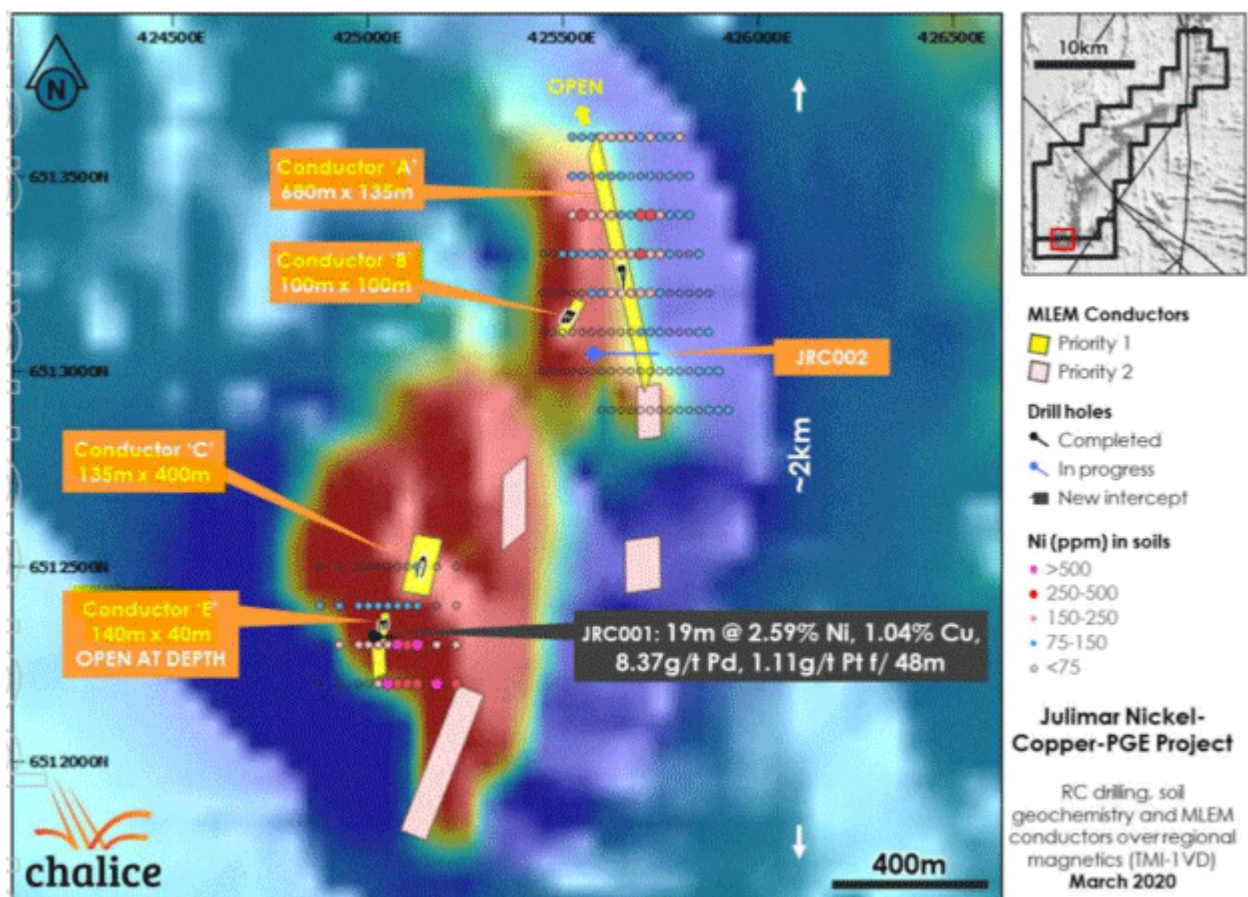 424500E 425000E 425500E 426000E 426500E
N
OPEN
Conductor 'A'
680m x 135m
6513500N
Conductor 'B'
100m x 100m
JRC002
6513000N
~2km
Conductor 'C'
135m x 400m
6512500N
Conductor 'E'
140m x 40m
OPEN AT DEPTH
JRC001: 19m @ 2.59% Ni, 1.04% Cu,
8.37g/t Pd, 1.11g/t Pt f/ 48m
6512000N
chalice
400m
10km
MLEM Conductors
Priority 1
Priority 2
Drill holes
Completed
In progress
New intercept
Ni (ppm) in soils
>500
250-500
150-250
75-150
<75
Julimar Nickel-
Copper-PGE Project
RC drilling, soil
geochemistry and MLEM
conductors over regional
magnetics (TMI-1VD)
March 2020